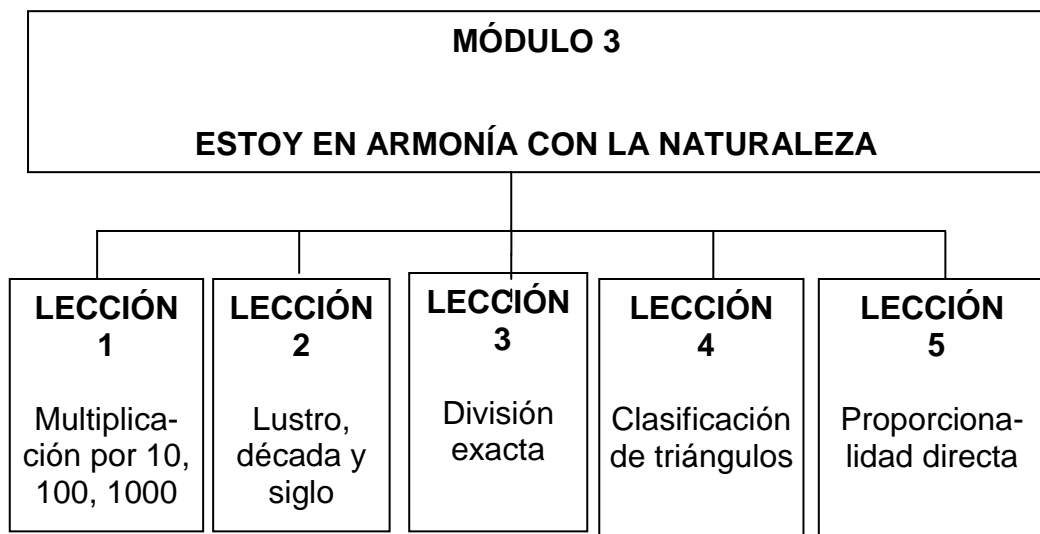 MÓDULO 3
ESTOY EN ARMONÍA CON LA NATURALEZA
LECCIÓN
1
Multiplica-
ción por 10,
100, 1000
LECCIÓN
2
Lustro,
década y
siglo
LECCIÓN
3
División
exacta
LECCIÓN
4
Clasificación
de triángulos
LECCIÓN
5
Proporciona-
lidad directa